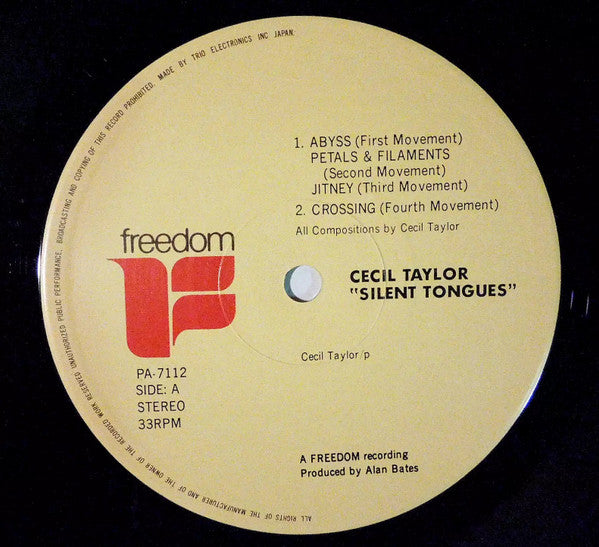 ALL RIGHTS OF THE MANUFACTURER AND OF THE OWNER OF THE RECORDED WORK RESERVED UNAUTHORIZED PUBLIC PERFORMANCE. BROADCASTING AND COPYING OF THIS RECORD PROHIBITED. MADE BY TRIO ELECTRONICS INC JAPAN.
1. ABYSS (First Movement)
PETALS & FILAMENTS
(Second Movement)
JITNEY (Third Movement)
2. CROSSING (Fourth Movement)
All Compositions by Cecil Taylor
freedom
F
CECIL TAYLOR
"SILENT TONGUES"
Cecil Taylor/p
PA-7112
SIDE: A
STEREO
33RPM
A FREEDOM recording
Produced by Alan Bates